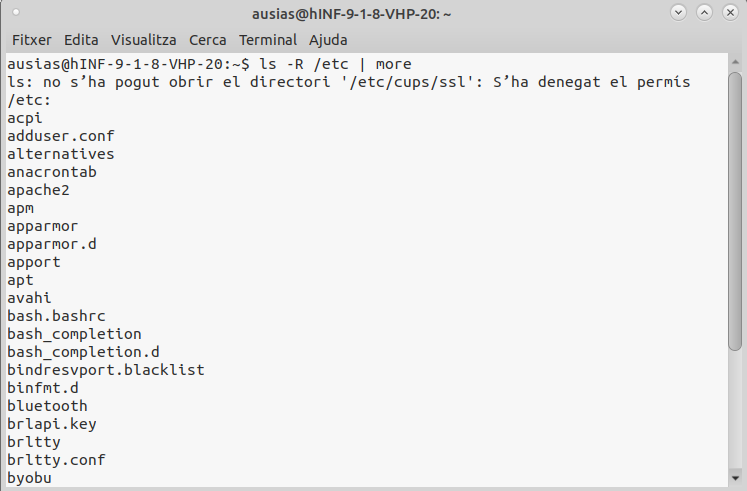 ausias@hINF-9-1-8-VHP-20: ~
Fitxer Edita Visualitza Cerca Terminal Ajuda
ausias@hINF-9-1-8-VHP-20:~$ ls -R /etc | more
ls: no s’ha pogut obrir el directori '/etc/cups/ssl': S’ha denegat el permís
/etc:
acpi
adduser.conf
alternatives
anacrontab
apache2
apm
apparmor
apparmor.d
apport
apt
avahi
bash.bashrc
bash_completion
bash_completion.d
bindresvport.blacklist
binfmt.d
bluetooth
brlapi.key
brltty
brltty.conf
byobu